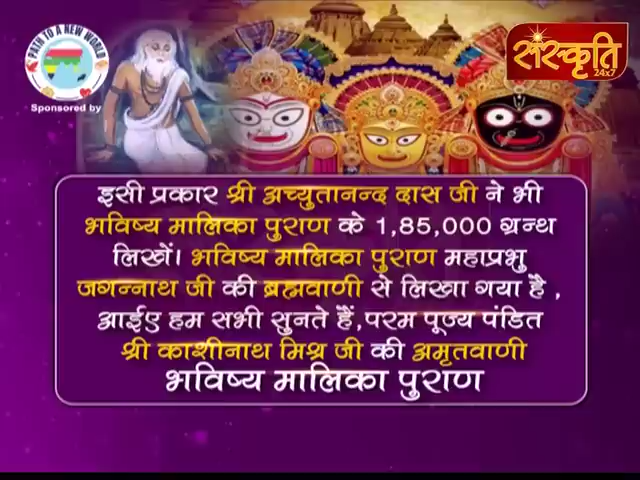 PATH TO A NEW WORLD
Sponsored by
संस्कृति
24x7
इसी प्रकार श्री अच्युतानन्द दास जी ने भी
भविष्य मालिका पुराण के 1,85,000 ग्रन्थ
लिखें। भविष्य मालिका पुराण महाप्रभु
जगन्नाथ जी की ब्रह्मवाणी से लिखा गया है ,
आईए हम सभी सुनते हैं,परम पूज्य पंडित
श्री काशीनाथ मिश्र जी की अमृतवाणी
भविष्य मालिका पुराण